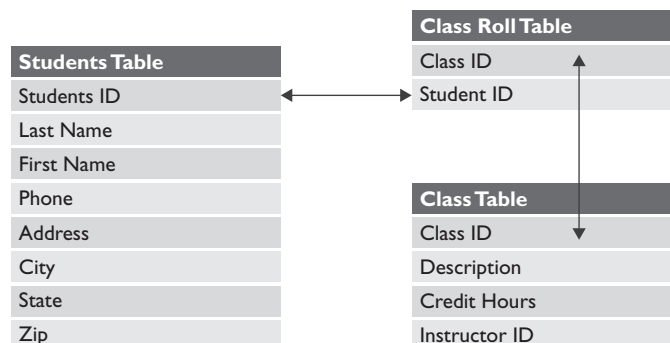 Students Table
Students ID
Last Name
First Name
Phone
Address
City
State
Zip
Class Roll Table
Class ID
Student ID
Class Table
Class ID
Description
Credit Hours
Instructor ID